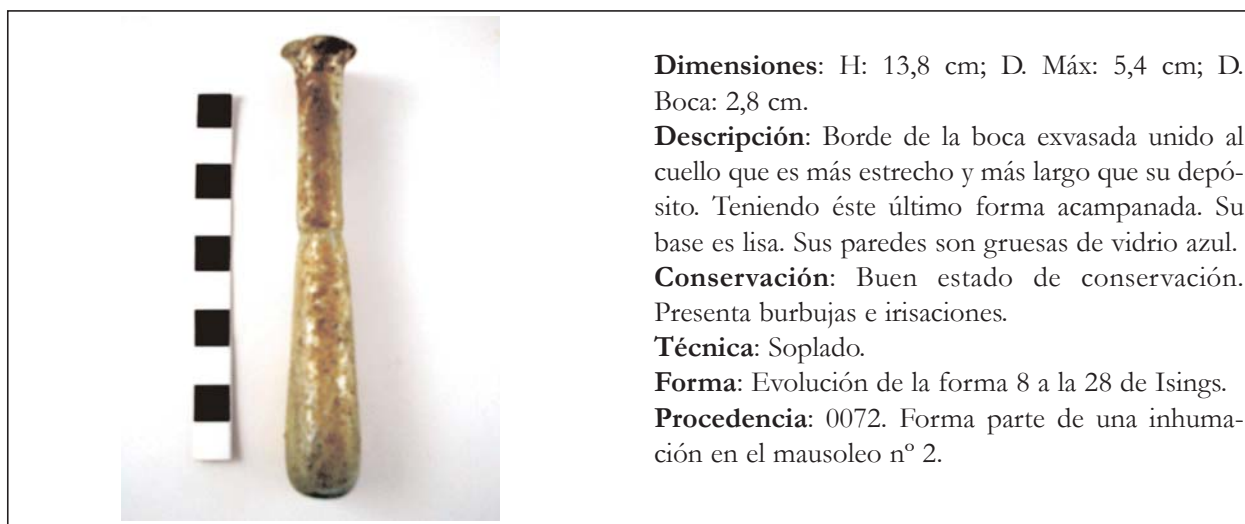 Dimensiones: H: 13,8 cm; D. Máx: 5,4 cm; D.
Boca: 2,8 cm.
Descripción: Borde de la boca exvasada unido al
cuello que es más estrecho y más largo que su depó-
sito. Teniendo éste último forma acampanada. Su
base es lisa. Sus paredes son gruesas de vidrio azul.
Conservación: Buen estado de conservación.
Presenta burbujas e irisaciones.
Técnica: Soplado.
Forma: Evolución de la forma 8 a la 28 de Isings.
Procedencia: 0072. Forma parte de una inhuma-
ción en el mausoleo nº 2.